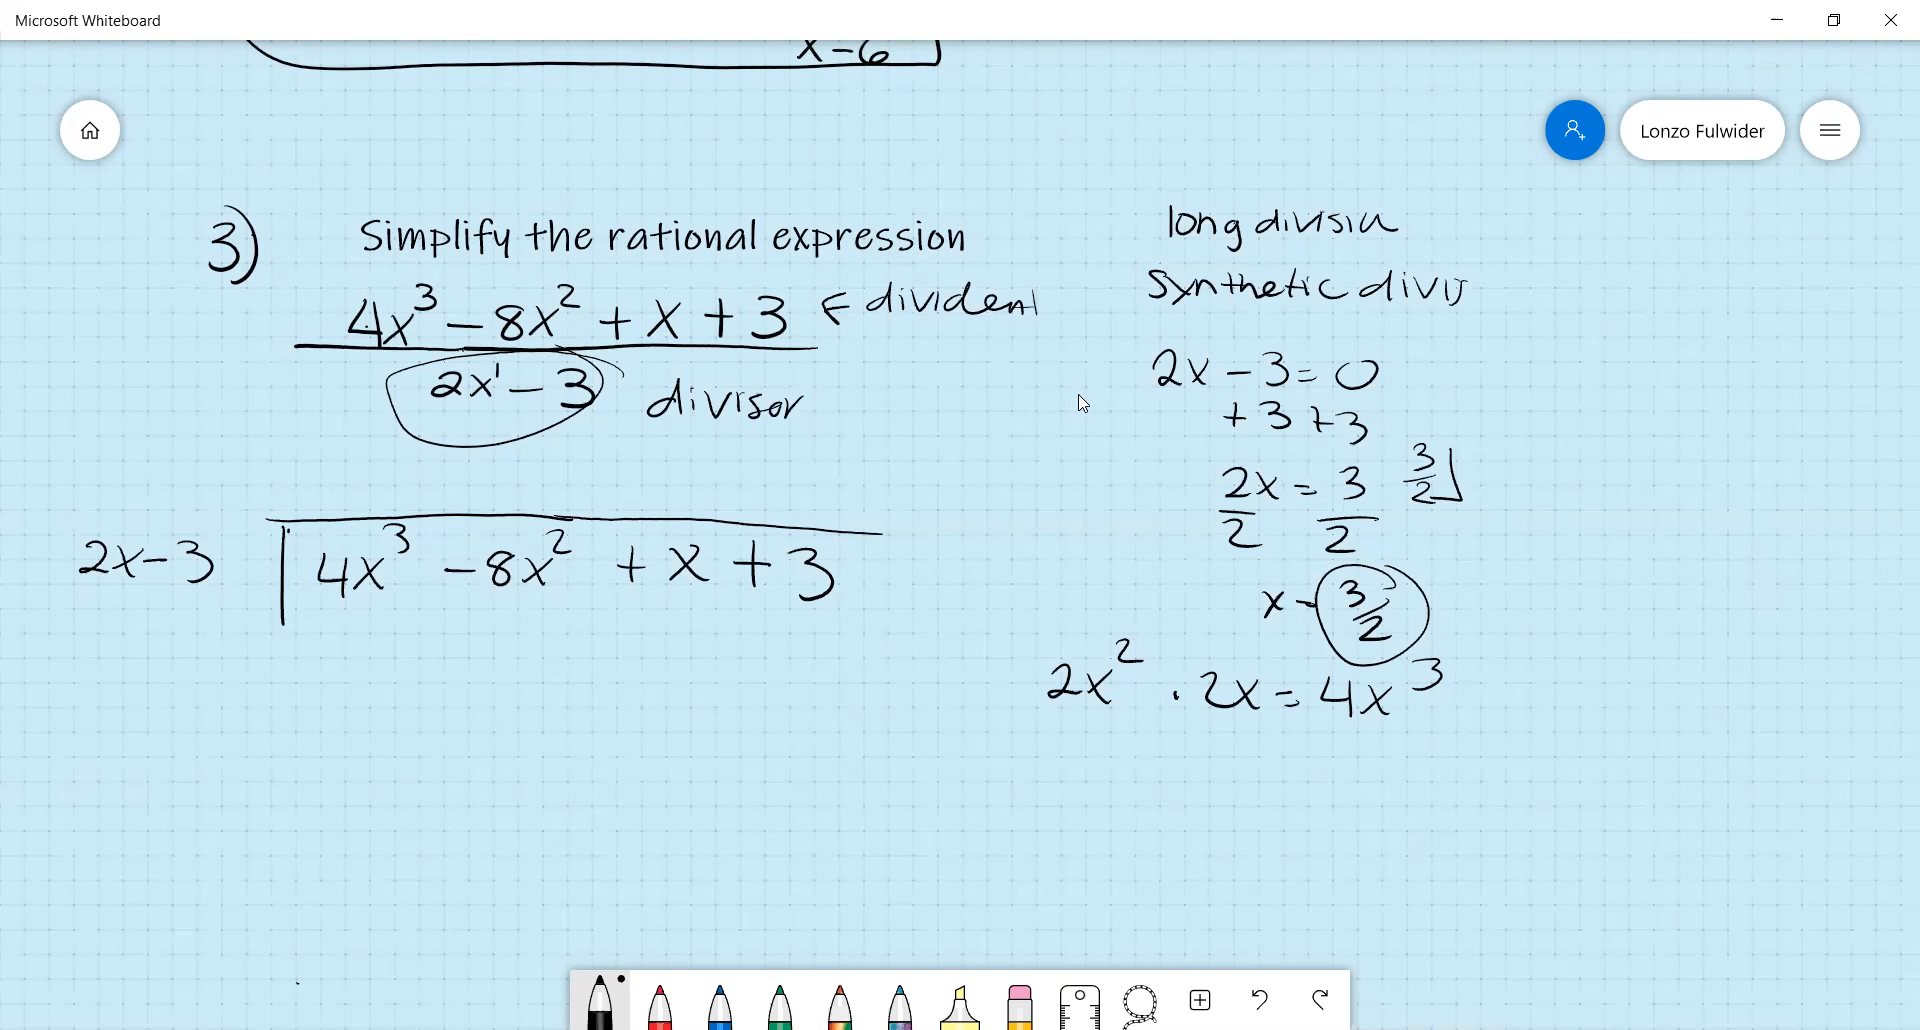 Microsoft Whiteboard
x-6
Lonzo Fulwider
3) Simplify the rational expression
4x³ - 8x² + x + 3 ← divident
2x¹ - 3 divisor
2x-3 4x³ - 8x² + x + 3
long divisia
synthetic divis
2x - 3 = 0
+3 +3
2x = 3 3/2
2 2
x - 3/2
2x² · 2x = 4x³